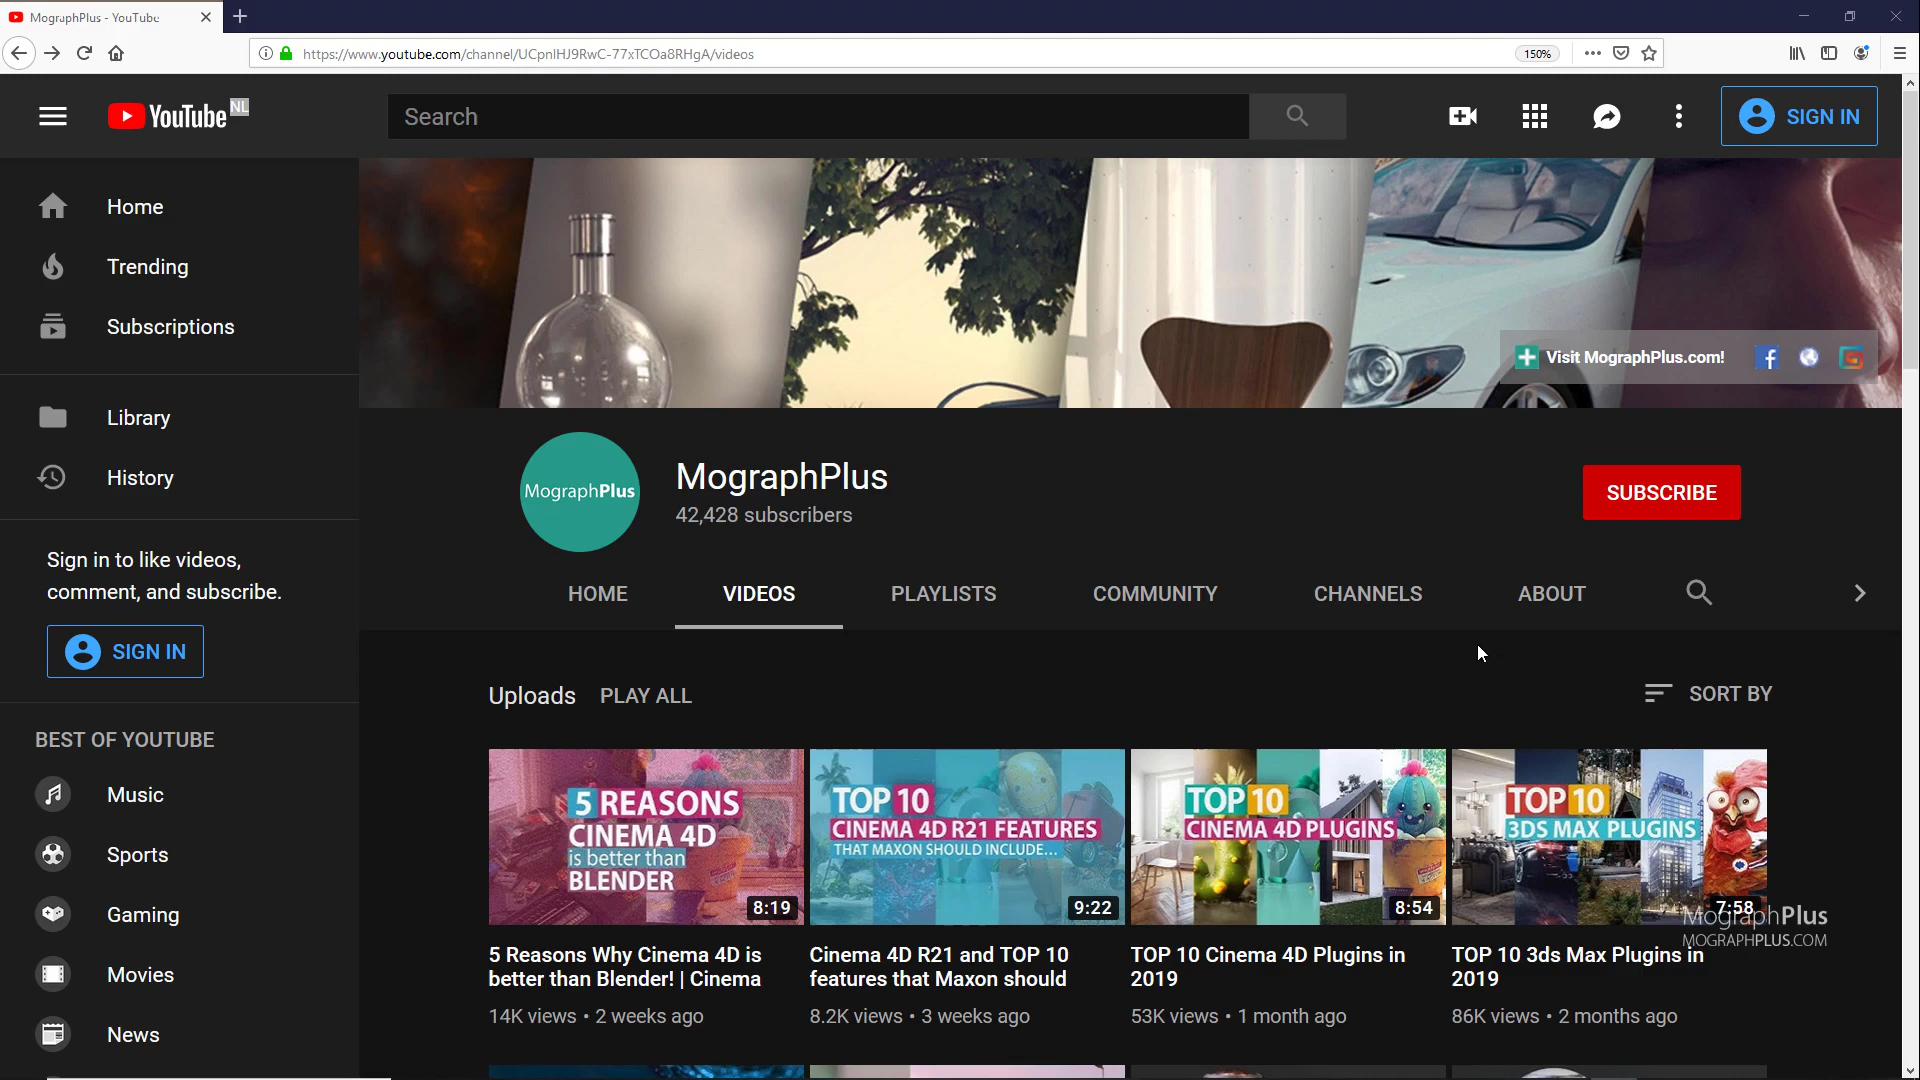 MographPlus - YouTube
https://www.youtube.com/channel/UCpnlHJ9RwC-77xTCOa8RHgA/videos
150%
YouTube NL
Search
SIGN IN
Home
Trending
Subscriptions
Library
History
Sign in to like videos,
comment, and subscribe.
SIGN IN
BEST OF YOUTUBE
Music
Sports
Gaming
Movies
News
Visit MographPlus.com!
MographPlus
MographPlus
42,428 subscribers
SUBSCRIBE
HOME
VIDEOS
PLAYLISTS
COMMUNITY
CHANNELS
ABOUT
Uploads PLAY ALL
SORT BY
5 REASONS
CINEMA 4D
is better than
BLENDER
8:19
5 Reasons Why Cinema 4D is
better than Blender! | Cinema
14K views • 2 weeks ago
TOP 10
CINEMA 4D R21 FEATURES
THAT MAXON SHOULD INCLUDE...
9:22
Cinema 4D R21 and TOP 10
features that Maxon should
8.2K views • 3 weeks ago
TOP 10
CINEMA 4D PLUGINS
8:54
TOP 10 Cinema 4D Plugins in
2019
53K views • 1 month ago
TOP 10
3DS MAX PLUGINS
7:58
TOP 10 3ds Max Plugins in
2019
86K views • 2 months ago
MographPlus
MOGRAPHPLUS.COM